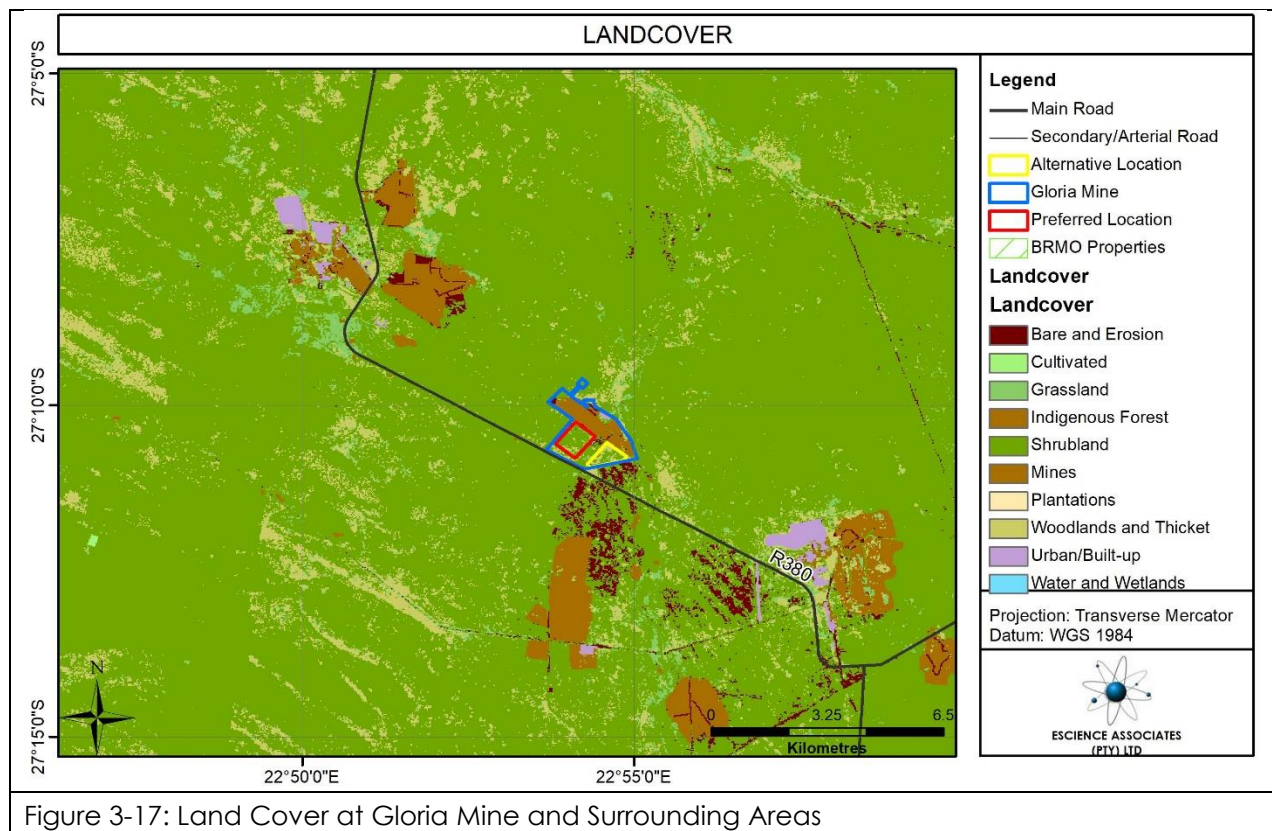 LANDCOVER
27°5'0"S
27°10'0"S
27°15'0"S
22°50'0"E
22°55'0"E
R380
N
0 3.25 6.5
Kilometres
Legend
Main Road
Secondary/Arterial Road
Alternative Location
Gloria Mine
Preferred Location
BRMO Properties
Landcover
Landcover
Bare and Erosion
Cultivated
Grassland
Indigenous Forest
Shrubland
Mines
Plantations
Woodlands and Thicket
Urban/Built-up
Water and Wetlands
Projection: Transverse Mercator
Datum: WGS 1984
ESCIENCE ASSOCIATES
(PTY) LTD
Figure 3-17: Land Cover at Gloria Mine and Surrounding Areas